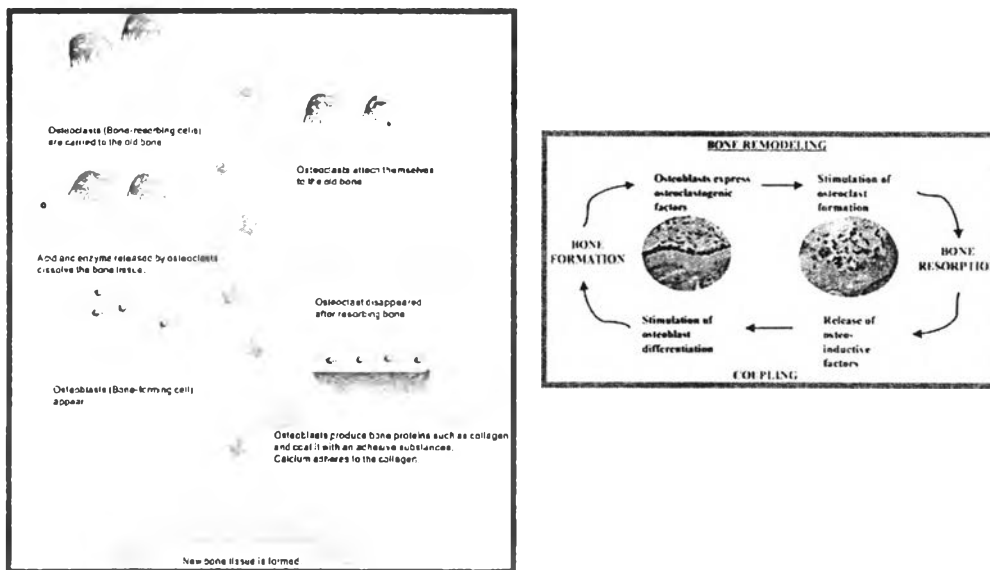 Osteoclasts (Bone-resorbing cells)
are carried to the old bone
Osteoclasts attach themselves
to the old bone
Acid and enzyme released by osteoclasts
dissolve the bone tissue.
Osteoclast disappeared
after resorbing bone
Osteoblasts (Bone-forming cell)
appear
Osteoblasts produce bone proteins such as collagen
and coat it with an adhesive substances.
Calcium adheres to the collagen
New bone tissue is formed
BONE REMODELING
Osteoblasts express
osteoclastogenic
factors
Stimulation of
osteoclast
formation
BONE
FORMATION
BONE
RESORPTION
Stimulation of
osteoblast
differentiation
Release of
osteo-
inductive
factors
COUPLING